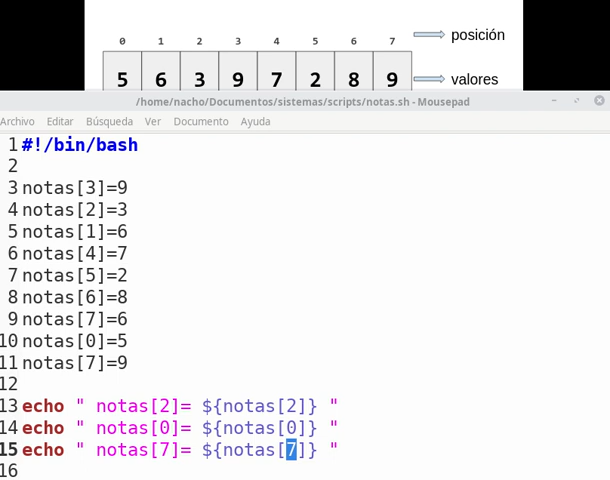 0 1 2 3 4 5 6 7 posición
5 6 3 9 7 2 8 9 valores
/home/nacho/Documentos/sistemas/scripts/notas.sh - Mousepad
Archivo Editar Búsqueda Ver Documento Ayuda
1 #!/bin/bash
2
3 notas[3]=9
4 notas[2]=3
5 notas[1]=6
6 notas[4]=7
7 notas[5]=2
8 notas[6]=8
9 notas[7]=6
10 notas[0]=5
11 notas[7]=9
12
13 echo " notas[2]= ${notas[2]} "
14 echo " notas[0]= ${notas[0]} "
15 echo " notas[7]= ${notas[7]} "
16